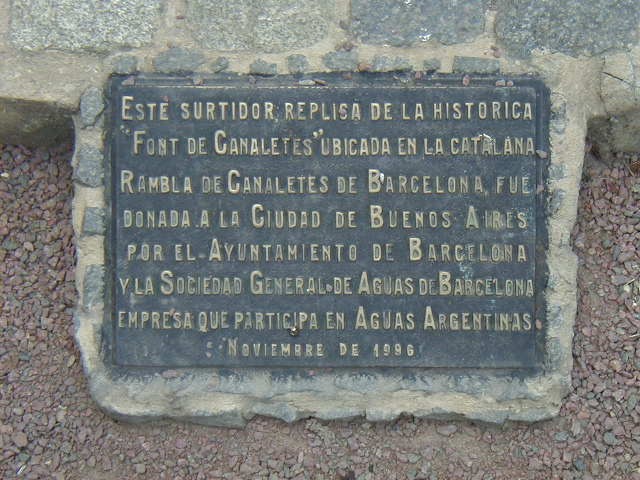 ESTE SURTIDOR, REPLICA DE LA HISTORICA
"FONT DE CANALETES" UBICADA EN LA CATALANA
RAMBLA DE CANALETES DE BARCELONA, FUE
DONADA A LA CIUDAD DE BUENOS AIRES
POR EL AYUNTAMIENTO DE BARCELONA
Y LA SOCIEDAD GENERAL DE AGUAS DE BARCELONA
EMPRESA QUE PARTICIPA EN AGUAS ARGENTINAS
NOVIEMBRE DE 1996